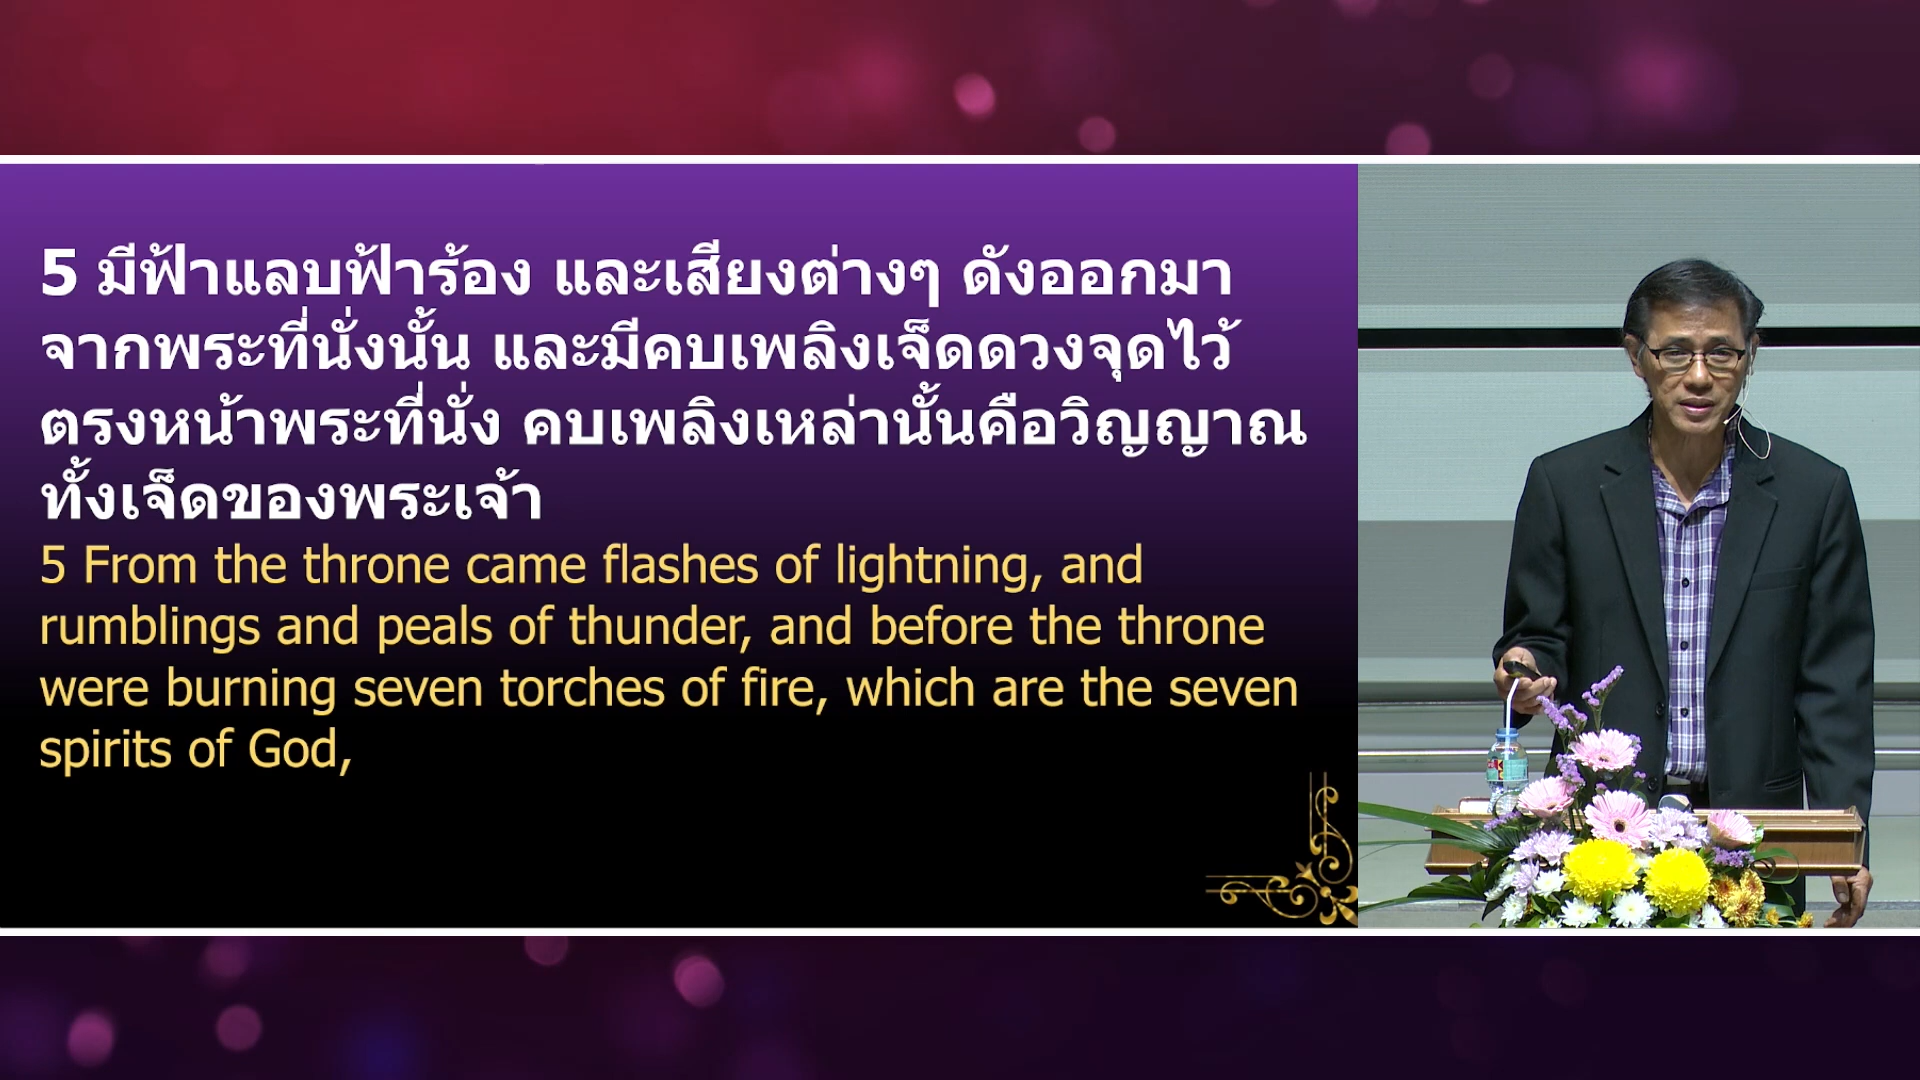 5 มีฟ้าแลบฟ้าร้อง และเสียงต่างๆ ดังออกมา
จากพระที่นั่งนั้น และมีคบเพลิงเจ็ดดวงจุดไว้
ตรงหน้าพระที่นั่ง คบเพลิงเหล่านั้นคือวิญญาณ
ทั้งเจ็ดของพระเจ้า
5 From the throne came flashes of lightning, and
rumblings and peals of thunder, and before the throne
were burning seven torches of fire, which are the seven
spirits of God,